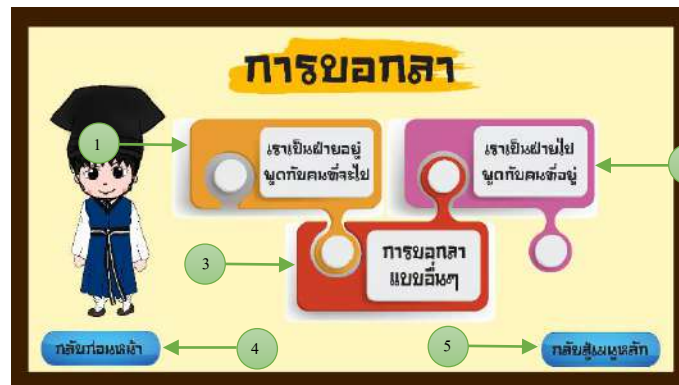 การบอกลา
1
เราเป็นฝ่ายอยู่
พูดกับคนที่จะไป
เราเป็นฝ่ายไป
พูดกับคนที่อยู่
3
การบอกลา
แบบอื่นๆ
กลับก่อนหน้า
4
5
กลับสู่เมนูหลัก